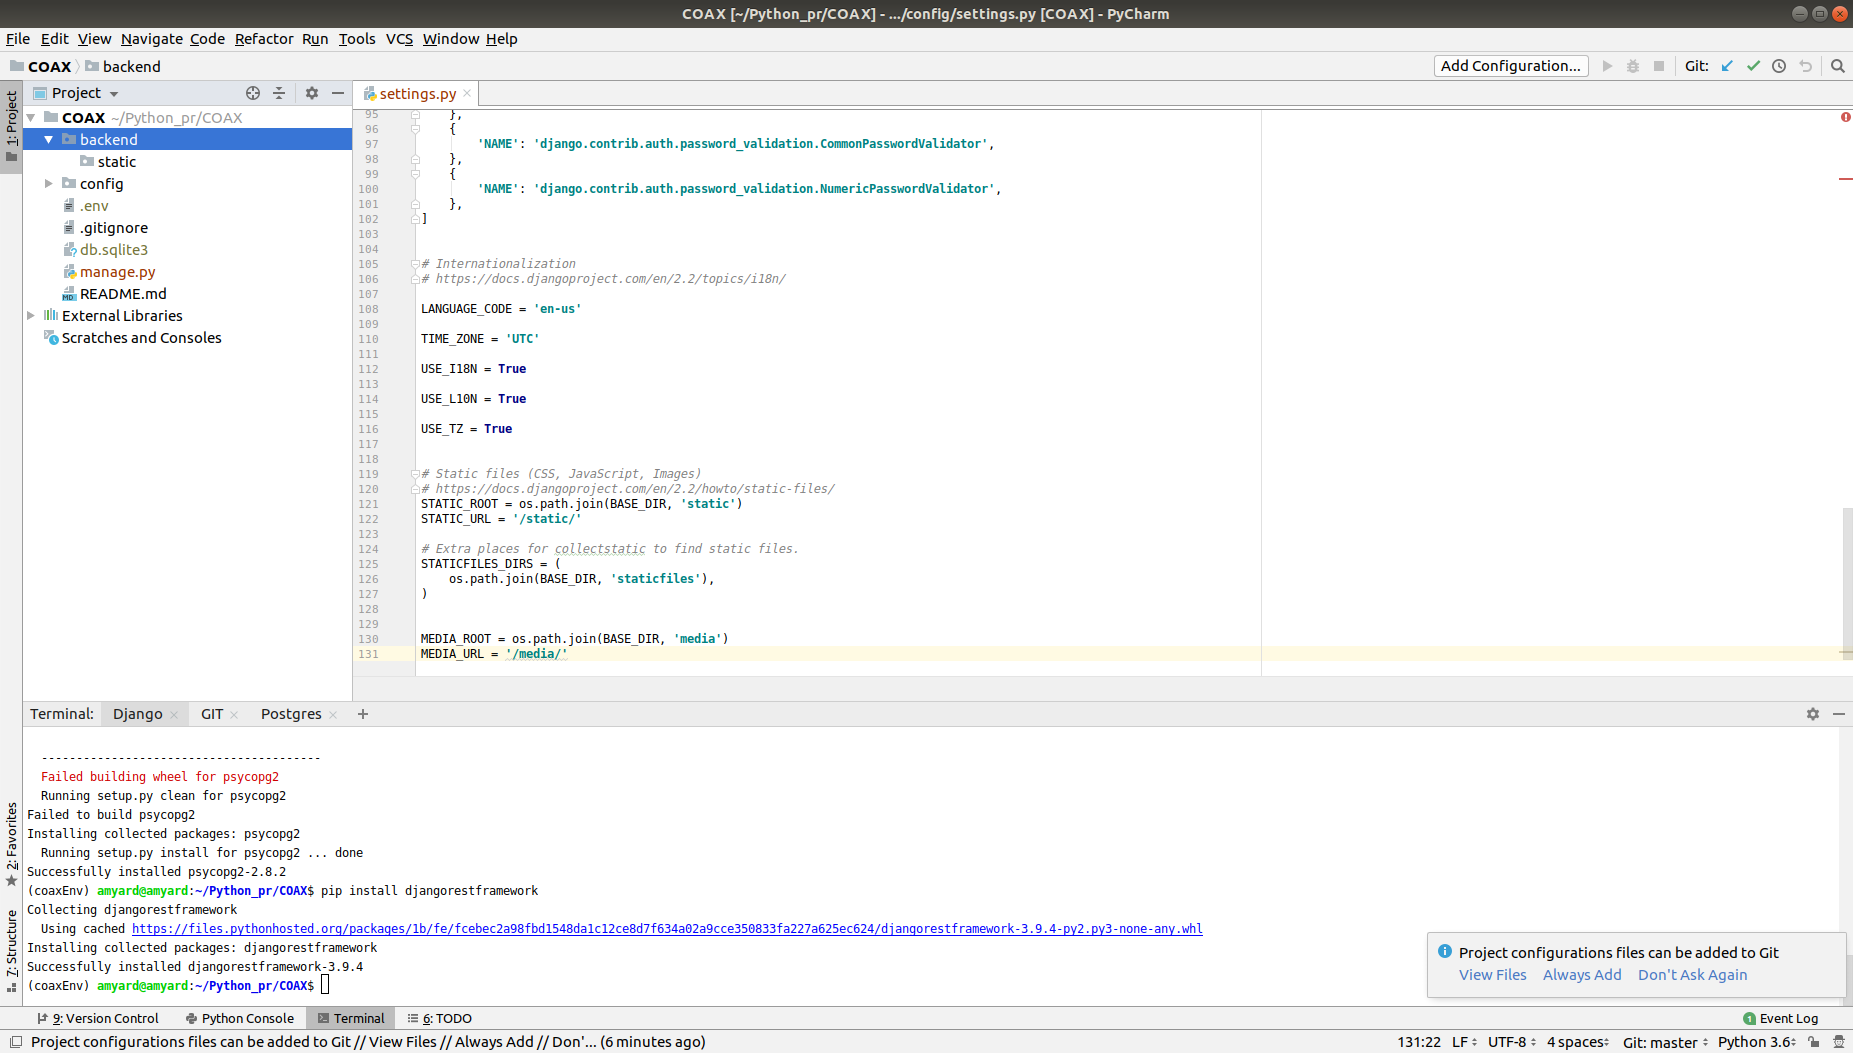 COAX [~/Python_pr/COAX] - .../config/settings.py [COAX] - PyCharm
File Edit View Navigate Code Refactor Run Tools VCS Window Help
COAX backend
Add Configuration... Git:
Project
settings.py
1: Project
COAX ~/Python_pr/COAX
backend
static
config
.env
.gitignore
db.sqlite3
manage.py
README.md
External Libraries
Scratches and Consoles
95 },
96 {
97 'NAME': 'django.contrib.auth.password_validation.CommonPasswordValidator',
98 },
99 {
100 'NAME': 'django.contrib.auth.password_validation.NumericPasswordValidator',
101 },
102 ]
103
104
105 # Internationalization
106 # https://docs.djangoproject.com/en/2.2/topics/i18n/
107
108 LANGUAGE_CODE = 'en-us'
109
110 TIME_ZONE = 'UTC'
111
112 USE_I18N = True
113
114 USE_L10N = True
115
116 USE_TZ = True
117
118
119 # Static files (CSS, JavaScript, Images)
120 # https://docs.djangoproject.com/en/2.2/howto/static-files/
121 STATIC_ROOT = os.path.join(BASE_DIR, 'static')
122 STATIC_URL = '/static/'
123
124 # Extra places for collectstatic to find static files.
125 STATICFILES_DIRS = (
126 os.path.join(BASE_DIR, 'staticfiles'),
127 )
128
129
130 MEDIA_ROOT = os.path.join(BASE_DIR, 'media')
131 MEDIA_URL = '/media/'
Terminal: Django GIT Postgres +
----------------------------------------
Failed building wheel for psycopg2
Running setup.py clean for psycopg2
Failed to build psycopg2
Installing collected packages: psycopg2
Running setup.py install for psycopg2 ... done
Successfully installed psycopg2-2.8.2
(coaxEnv) amyard@amyard:~/Python_pr/COAX$ pip install djangorestframework
Collecting djangorestframework
Using cached https://files.pythonhosted.org/packages/1b/fe/fcebec2a98fbd1548da1c12ce8d7f634a02a9cce350833fa227a625ec624/djangorestframework-3.9.4-py2.py3-none-any.whl
Installing collected packages: djangorestframework
Successfully installed djangorestframework-3.9.4
(coaxEnv) amyard@amyard:~/Python_pr/COAX$
2: Favorites
7: Structure
Project configurations files can be added to Git
View Files Always Add Don't Ask Again
9: Version Control Python Console Terminal 6: TODO
1 Event Log
Project configurations files can be added to Git // View Files // Always Add // Don'... (6 minutes ago)
131:22 LF UTF-8 4 spaces Git: master Python 3.6